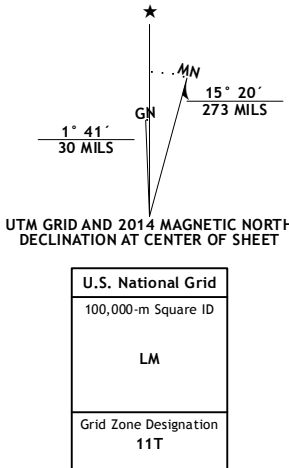 MN
GN
15° 20´
273 MILS
1° 41´
30 MILS
UTM GRID AND 2014 MAGNETIC NORTH
DECLINATION AT CENTER OF SHEET
U.S. National Grid
100,000-m Square ID
LM
Grid Zone Designation
11T